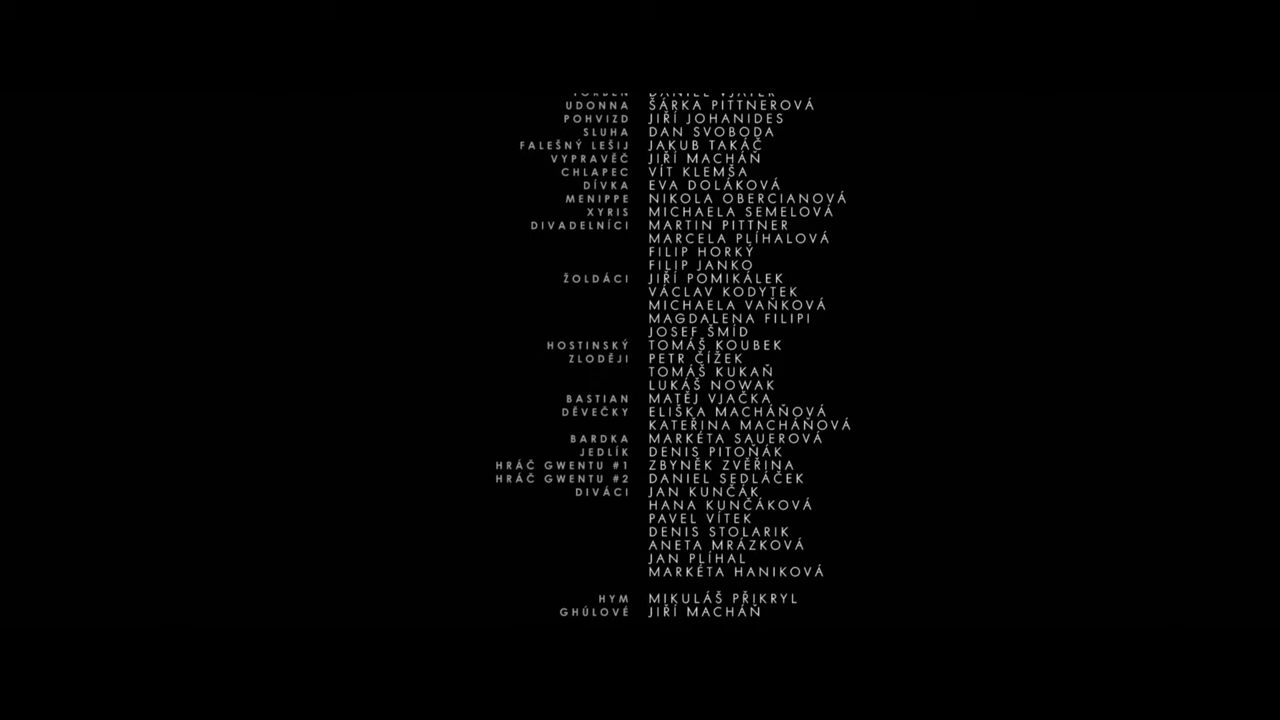 UDONNA ŠÁRKA PITTNEROVÁ
POHVIZD JIŘÍ JOHANIDES
SLUHA DAN SVOBODA
FALEŠNÝ LEŠIJ JAKUB TAKÁČ
VYPRAVĚČ JIŘÍ MACHÁŇ
CHLAPEC VÍT KLEMŠA
DÍVKA EVA DOLÁKOVÁ
MENIPPE NIKOLA OBERCIANOVÁ
XYRIS MICHAELA SEMELOVÁ
DIVADELNÍCI MARTIN PITTNER
MARCELA PLÍHALOVÁ
FILIP HORKÝ
FILIP JANKO
ŽOLDÁCI JIŘÍ POMIKÁLEK
VÁCLAV KODYTEK
MICHAELA VAŇKOVÁ
MAGDALENA FILIPI
JOSEF ŠMÍD
HOSTINSKÝ TOMÁŠ KOUBEK
ZLODĚJI PETR ČÍŽEK
TOMÁŠ KUKAŇ
LUKÁŠ NOWAK
BASTIAN MATĚJ VJAČKA
DĚVEČKY ELIŠKA MACHÁŇOVÁ
KATEŘINA MACHÁŇOVÁ
BARDKA MARKÉTA SAUEROVÁ
JEDLÍK DENIS PITOŇÁK
HRÁČ GWENTU #1 ZBYNĚK ZVĚŘINA
HRÁČ GWENTU #2 DANIEL SEDLÁČEK
DIVÁCI JAN KUNČÁK
HANA KUNČÁKOVÁ
PAVEL VÍTEK
DENIS STOLARIK
ANETA MRÁZKOVÁ
JAN PLÍHAL
MARKÉTA HANIKOVÁ
HYM MIKULÁŠ PŘIKRYL
GHÚLOVÉ JIŘÍ MACHÁŇ